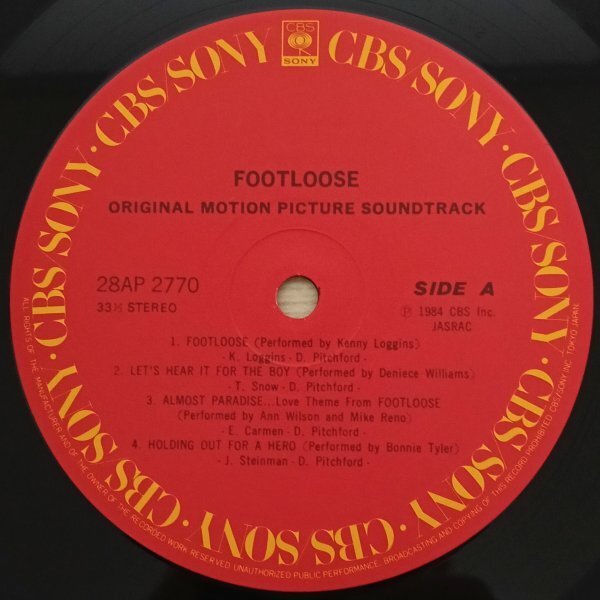 CBS
SONY
CBS/SONY · CBS/SONY · CBS/SONY · CBS/SONY · CBS/SONY · CBS/SONY · CBS/SONY · CBS/SONY
FOOTLOOSE
ORIGINAL MOTION PICTURE SOUNDTRACK
28AP 2770
SIDE A
33⅓ STEREO
Ⓟ 1984 CBS Inc.
JASRAC
1. FOOTLOOSE (Performed by Kenny Loggins)
- K. Loggins - D. Pitchford -
2. LET'S HEAR IT FOR THE BOY (Performed by Deniece Williams)
- T. Snow - D. Pitchford -
3. ALMOST PARADISE...Love Theme From FOOTLOOSE
(Performed by Ann Wilson and Mike Reno)
- E. Carmen - D. Pitchford -
4. HOLDING OUT FOR A HERO (Performed by Bonnie Tyler)
- J. Steinman - D. Pitchford -
ALL RIGHTS OF THE MANUFACTURER AND OF THE OWNER OF THE RECORDED WORK RESERVED UNAUTHORIZED PUBLIC PERFORMANCE, BROADCASTING AND COPYING OF THIS RECORD PROHIBITED CBS/SONY INC. TOKYO JAPAN.